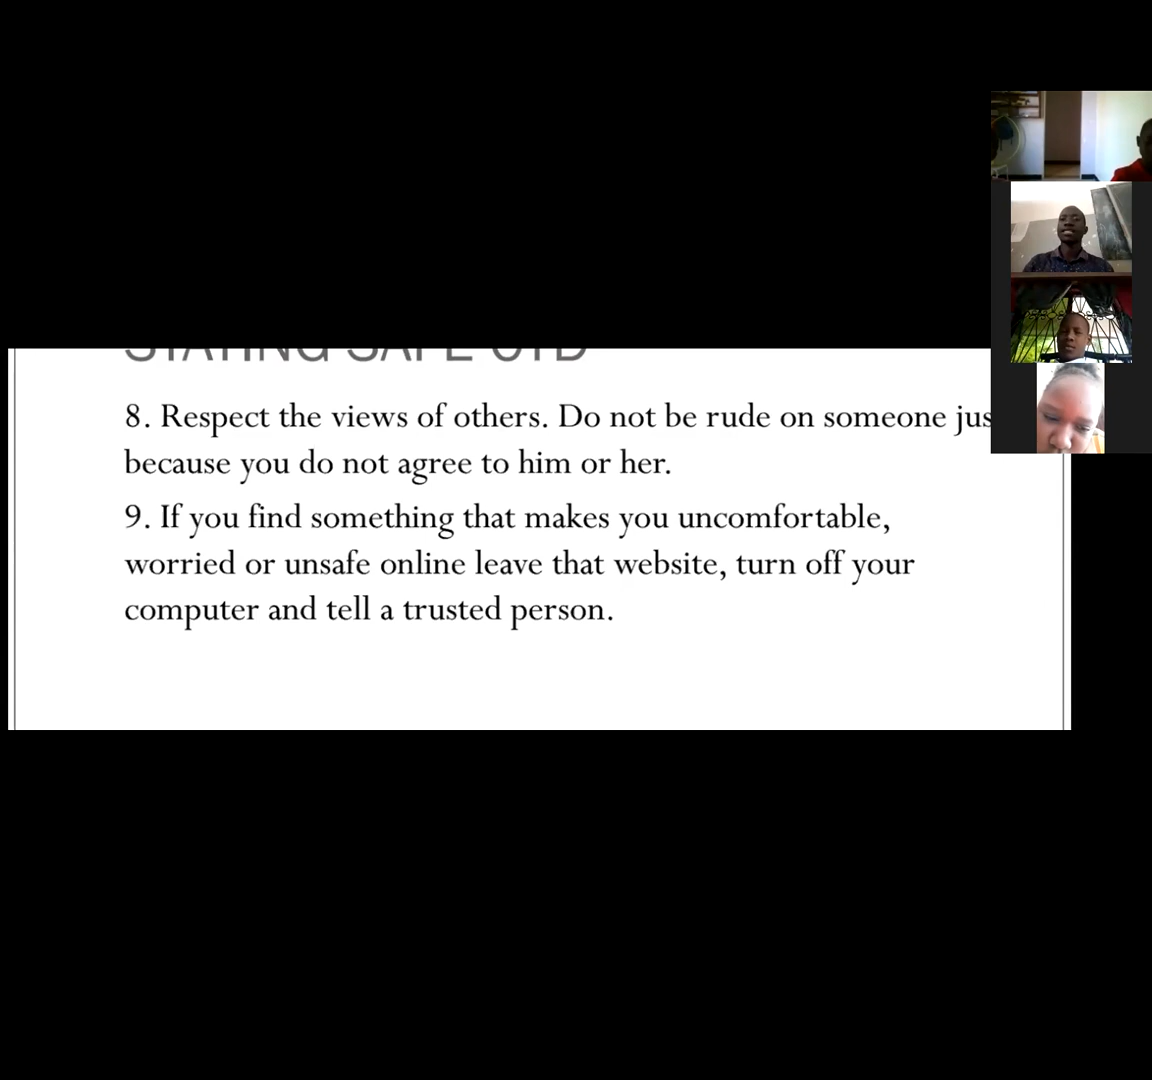 STAYING SAFE CTD
8. Respect the views of others. Do not be rude on someone jus
because you do not agree to him or her.
9. If you find something that makes you uncomfortable,
worried or unsafe online leave that website, turn off your
computer and tell a trusted person.